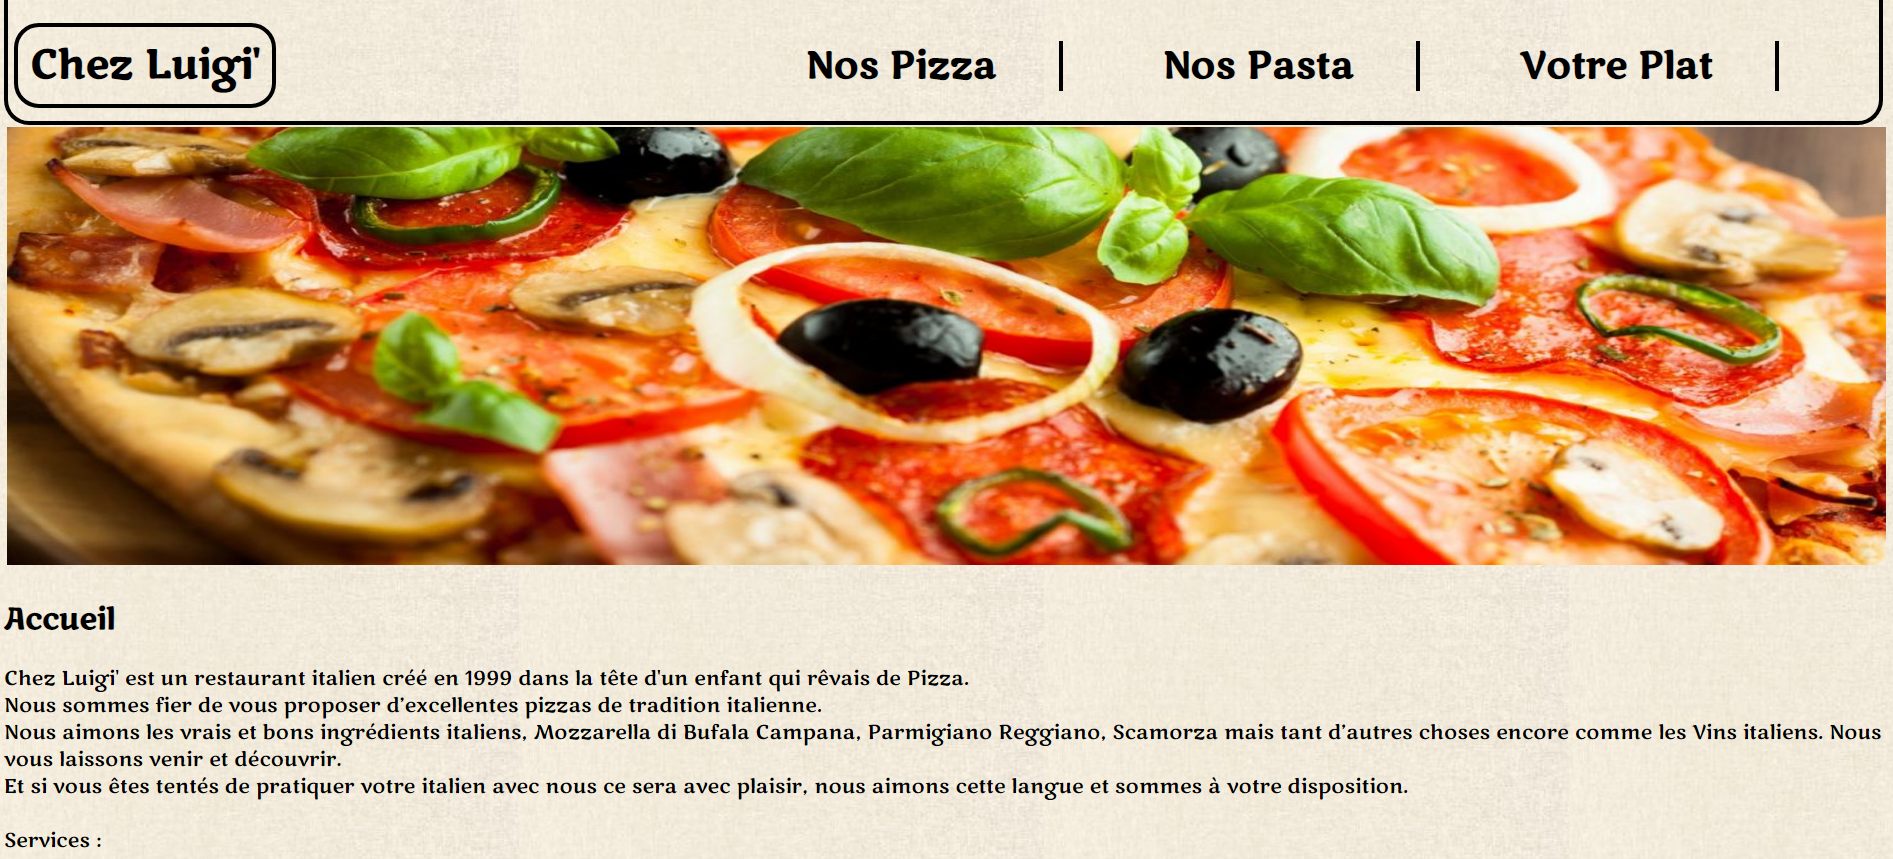 Chez Luigi'
Nos Pizza
Nos Pasta
Votre Plat
Accueil
Chez Luigi' est un restaurant italien créé en 1999 dans la tête d'un enfant qui rêvais de Pizza.
Nous sommes fier de vous proposer d’excellentes pizzas de tradition italienne.
Nous aimons les vrais et bons ingrédients italiens, Mozzarella di Bufala Campana, Parmigiano Reggiano, Scamorza mais tant d’autres choses encore comme les Vins italiens. Nous
vous laissons venir et découvrir.
Et si vous êtes tentés de pratiquer votre italien avec nous ce sera avec plaisir, nous aimons cette langue et sommes à votre disposition.
Services :